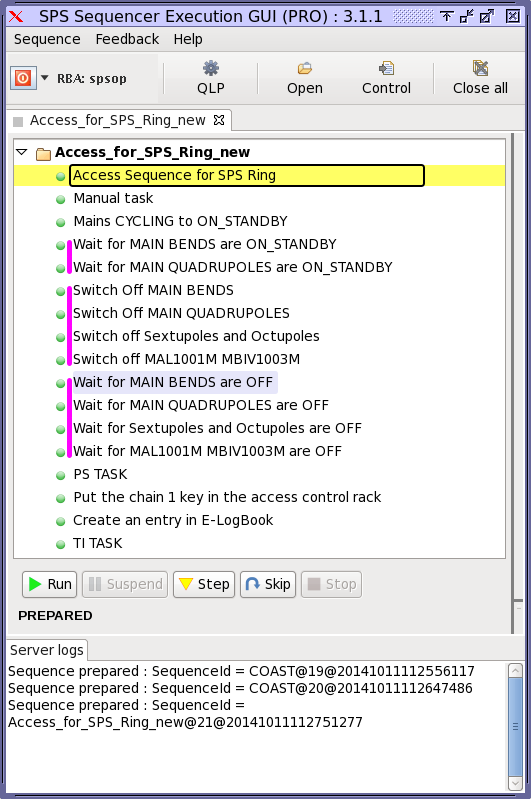 SPS Sequencer Execution GUI (PRO) : 3.1.1
Sequence Feedback Help
RBA: spsop
QLP Open Control Close all
Access_for_SPS_Ring_new
Access_for_SPS_Ring_new
Access Sequence for SPS Ring
Manual task
Mains CYCLING to ON_STANDBY
Wait for MAIN BENDS are ON_STANDBY
Wait for MAIN QUADRUPOLES are ON_STANDBY
Switch Off MAIN BENDS
Switch Off MAIN QUADRUPOLES
Switch off Sextupoles and Octupoles
Switch off MAL1001M MBIV1003M
Wait for MAIN BENDS are OFF
Wait for MAIN QUADRUPOLES are OFF
Wait for Sextupoles and Octupoles are OFF
Wait for MAL1001M MBIV1003M are OFF
PS TASK
Put the chain 1 key in the access control rack
Create an entry in E-LogBook
TI TASK
Run Suspend Step Skip Stop
PREPARED
Server logs
Sequence prepared : SequenceId = COAST@19@20141011112556117
Sequence prepared : SequenceId = COAST@20@20141011112647486
Sequence prepared : SequenceId =
Access_for_SPS_Ring_new@21@20141011112751277